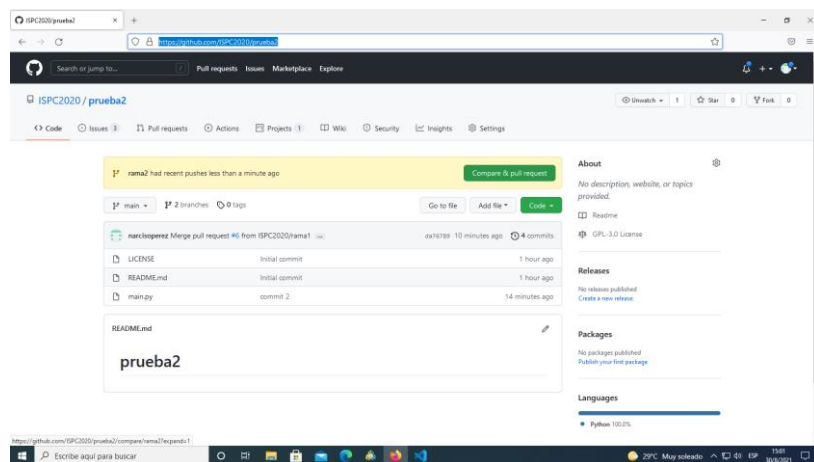 ISPC2020/prueba2
https://github.com/ISPC2020/prueba2
Search or jump to... / Pull requests Issues Marketplace Explore
ISPC2020 / prueba2
Unwatch 1 Star 0 Fork 0
Code Issues 3 Pull requests Actions Projects 1 Wiki Security Insights Settings
rama2 had recent pushes less than a minute ago
Compare & pull request
main 2 branches 0 tags
Go to file Add file Code
narcisoperez Merge pull request #6 from ISPC2020/rama1 ...
10 minutes ago 4 commits
LICENSE Initial commit 1 hour ago
README.md Initial commit 1 hour ago
main.py commit 2 14 minutes ago
README.md
prueba2
About
No description, website, or topics
provided.
Readme
GPL-3.0 License
Releases
No releases published
Create a new release
Packages
No packages published
Publish your first package
Languages
Python 100.0%
https://github.com/ISPC2020/prueba2/compare/rama2?expand=1
Escribe aquí para buscar
29°C Muy soleado ESP
15:01
30/8/2021